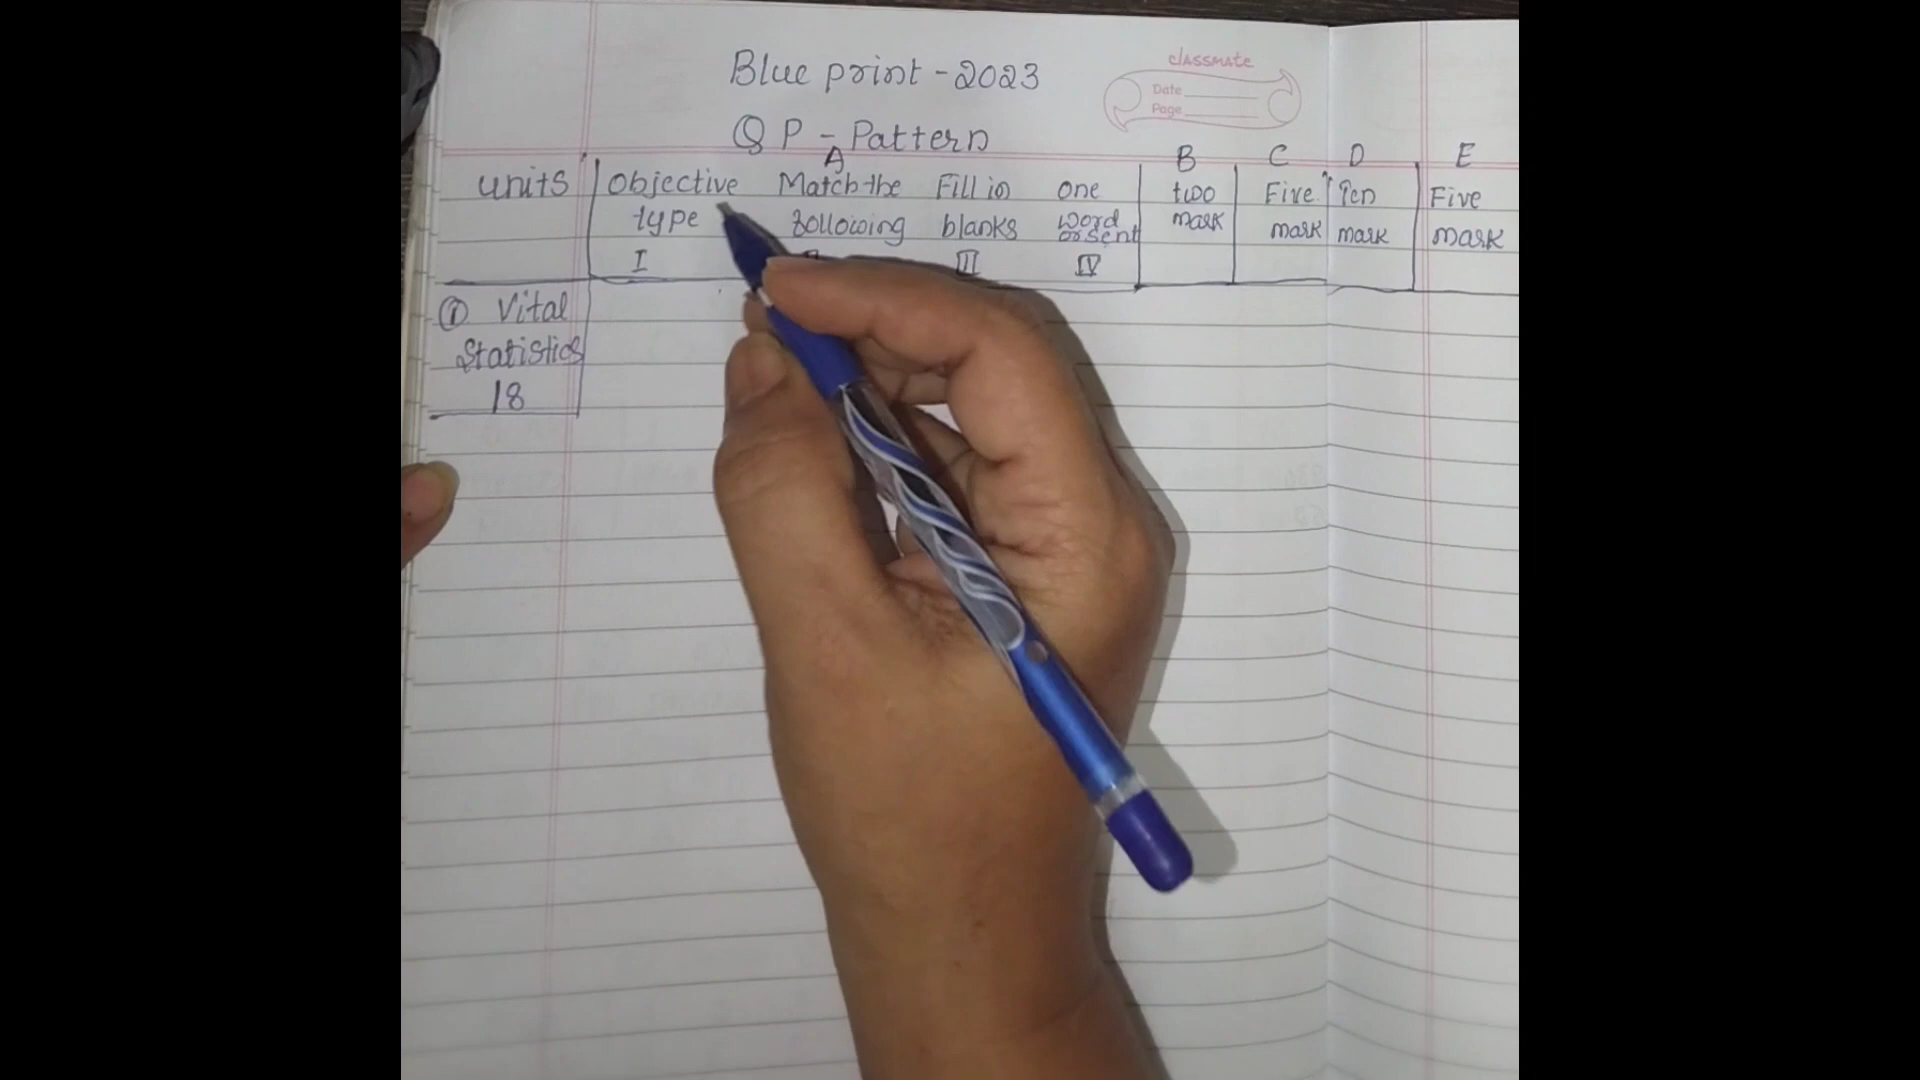 Blue print - 2023
classmate
Date
Page
Q P - Pattern
A B C D E
units Objective Match the Fill in one two Five Ten Five
type following blanks word mark mark mark mark
or sent
I III IV
① Vital
Statistics
18